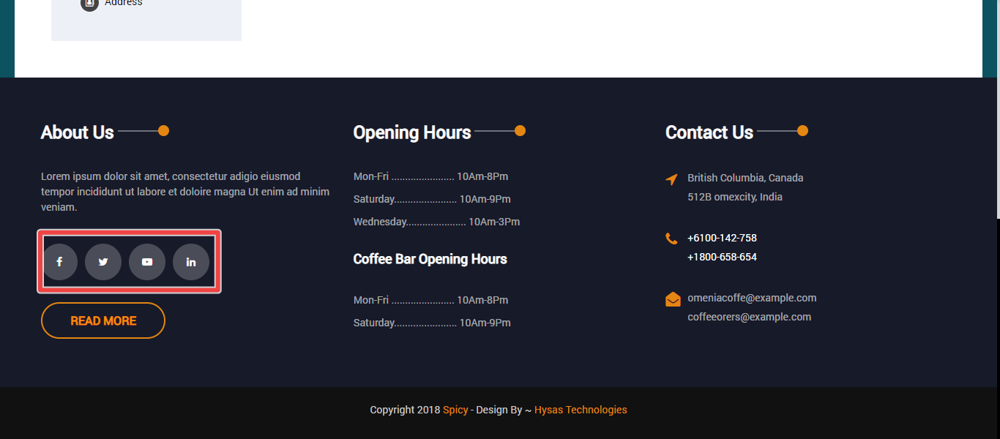 Address
About Us
Lorem ipsum dolor sit amet, consectetur adigio eiusmod
tempor incididunt ut labore et doloire magna Ut enim ad minim
veniam.
READ MORE
Opening Hours
Mon-Fri ....................... 10Am-8Pm
Saturday....................... 10Am-9Pm
Wednesday...................... 10Am-3Pm
Coffee Bar Opening Hours
Mon-Fri ....................... 10Am-8Pm
Saturday....................... 10Am-9Pm
Contact Us
British Columbia, Canada
512B omexcity, India
+6100-142-758
+1800-658-654
omeniacoffe@example.com
coffeeorers@example.com
Copyright 2018 Spicy - Design By ~ Hysas Technologies